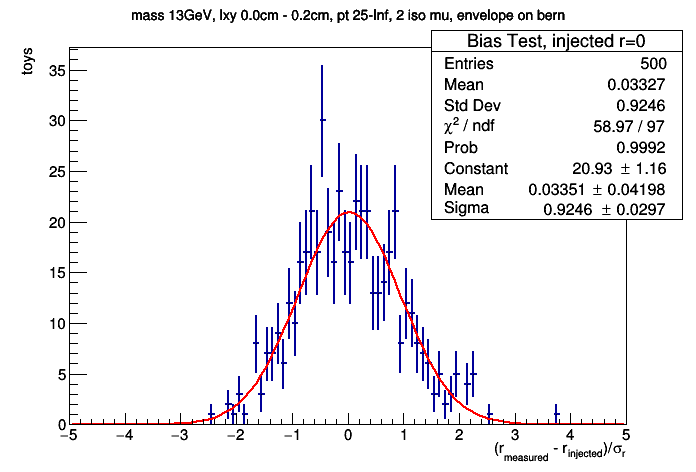 mass 13GeV, lxy 0.0cm - 0.2cm, pt 25-Inf, 2 iso mu, envelope on bern
Bias Test, injected r=0
Entries 500
Mean 0.03327
Std Dev 0.9246
χ² / ndf 58.97 / 97
Prob 0.9992
Constant 20.93 ± 1.16
Mean 0.03351 ± 0.04198
Sigma 0.9246 ± 0.0297
toys
35
30
25
20
15
10
5
0
−5 −4 −3 −2 −1 0 1 2 3 4 5
(r_measured - r_injected)/σ_r